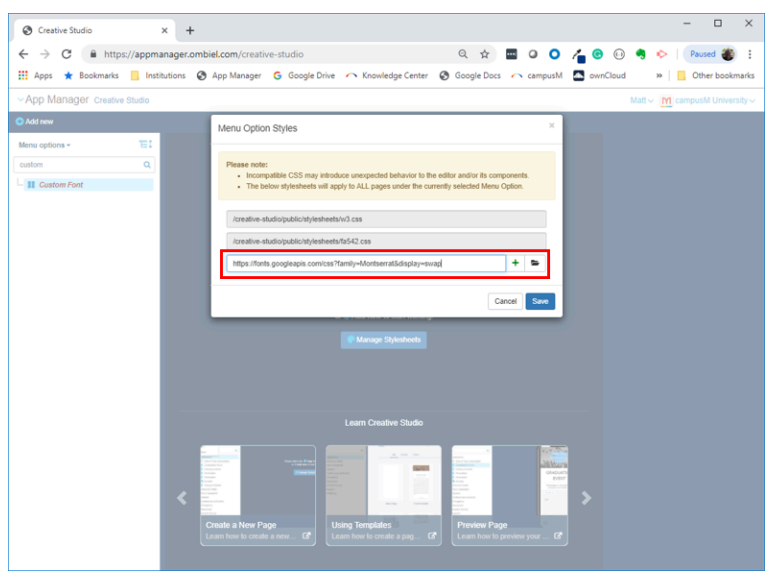 Creative Studio
https://appmanager.ombiel.com/creative-studio
Paused
Apps
Bookmarks
Institutions
App Manager
Google Drive
Knowledge Center
Google Docs
campusM
ownCloud
»
Other bookmarks
App Manager Creative Studio
Matt
campusM University
Add new
Menu options
custom
Custom Font
Menu Option Styles
×
Please note:
• Incompatible CSS may introduce unexpected behavior to the editor and/or its components.
• The below stylesheets will apply to ALL pages under the currently selected Menu Option.
/creative-studio/public/stylesheets/w3.css
/creative-studio/public/stylesheets/fa542.css
https://fonts.googleapis.com/css?family=Montserrat&display=swap
Cancel
Save
Manage Stylesheets
Learn Creative Studio
Create a New Page
Learn how to create a new...
Using Templates
Learn how to create a pag...
Preview Page
Learn how to preview your ...